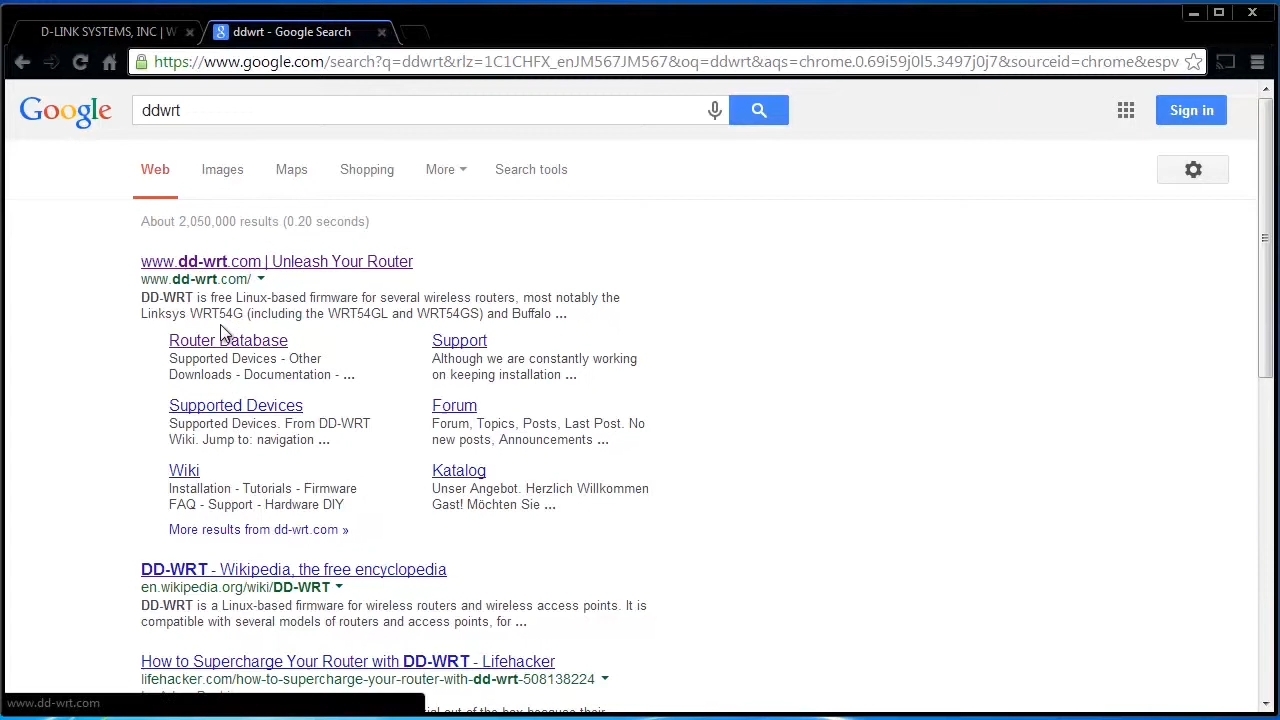 D-LINK SYSTEMS, INC | W
ddwrt - Google Search
https://www.google.com/search?q=ddwrt&rlz=1C1CHFX_enJM567JM567&oq=ddwrt&aqs=chrome.0.69i59j0l5.3497j0j7&sourceid=chrome&espv
Google
ddwrt
Sign in
Web Images Maps Shopping More Search tools
About 2,050,000 results (0.20 seconds)
www.dd-wrt.com | Unleash Your Router
www.dd-wrt.com/
DD-WRT is free Linux-based firmware for several wireless routers, most notably the
Linksys WRT54G (including the WRT54GL and WRT54GS) and Buffalo ...
Router Database
Supported Devices - Other
Downloads - Documentation - ...
Support
Although we are constantly working
on keeping installation ...
Supported Devices
Supported Devices. From DD-WRT
Wiki. Jump to: navigation ...
Forum
Forum, Topics, Posts, Last Post. No
new posts, Announcements ...
Wiki
Installation - Tutorials - Firmware
FAQ - Support - Hardware DIY
Katalog
Unser Angebot. Herzlich Willkommen
Gast! Möchten Sie ...
More results from dd-wrt.com »
DD-WRT - Wikipedia, the free encyclopedia
en.wikipedia.org/wiki/DD-WRT
DD-WRT is a Linux-based firmware for wireless routers and wireless access points. It is
compatible with several models of routers and access points, for ...
How to Supercharge Your Router with DD-WRT - Lifehacker
lifehacker.com/how-to-supercharge-your-router-with-dd-wrt-508138224
www.dd-wrt.com